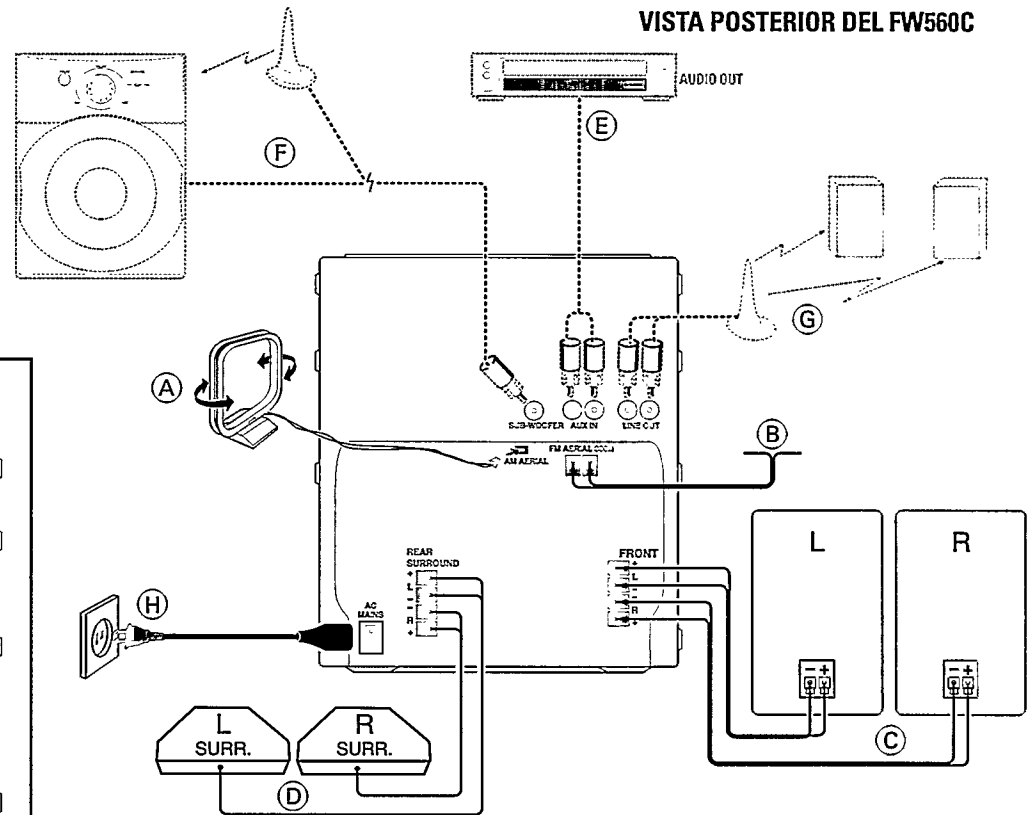 VISTA POSTERIOR DEL FW560C
AUDIO OUT
E
F
G
A
SUB-WOOFER AUX IN LINE OUT
B
AM AERIAL
FM AERIAL
L
R
REAR
SURROUND
+
L
-
-
R
+
FRONT
+
L
-
-
R
+
AC
MAINS
H
- +
- +
C
L
SURR.
R
SURR.
D